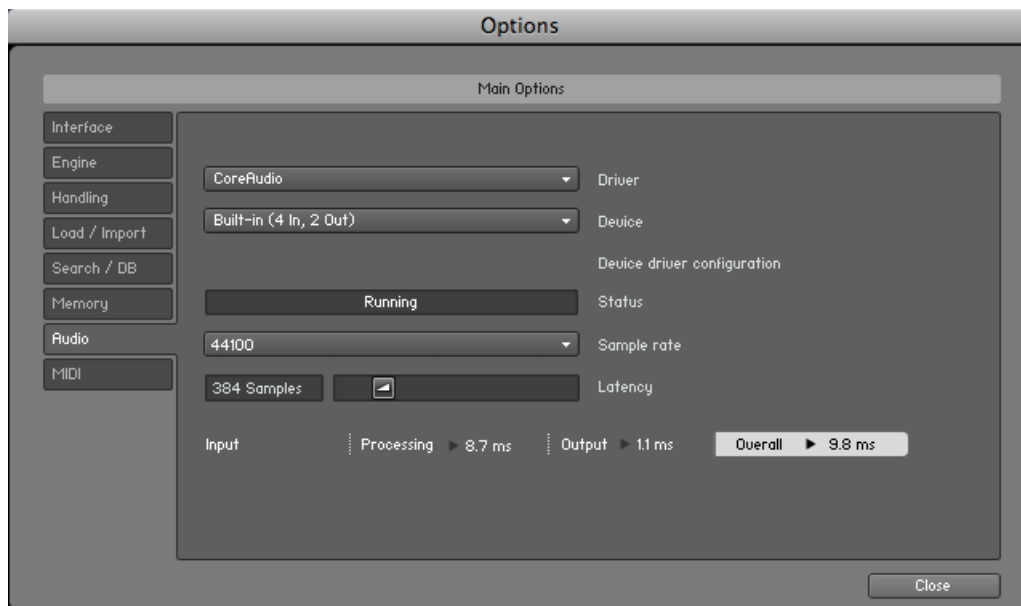 Options
Main Options
Interface
Engine
Handling
Load / Import
Search / DB
Memory
Audio
MIDI
CoreAudio Driver
Built-in (4 In, 2 Out) Device
Device driver configuration
Running Status
44100 Sample rate
384 Samples Latency
Input Processing 8.7 ms Output 1.1 ms Overall 9.8 ms
Close